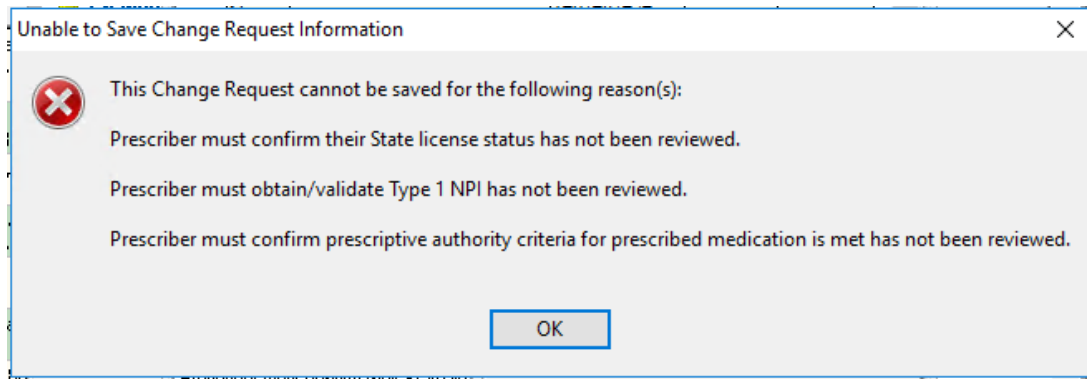 Unable to Save Change Request Information
This Change Request cannot be saved for the following reason(s):
Prescriber must confirm their State license status has not been reviewed.
Prescriber must obtain/validate Type 1 NPI has not been reviewed.
Prescriber must confirm prescriptive authority criteria for prescribed medication is met has not been reviewed.
OK